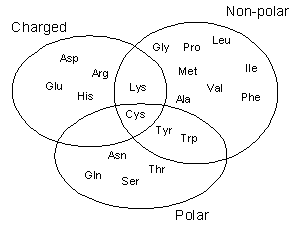 Non-polar
Charged
Gly Pro Leu
Asp
Arg
Met
Ile
Glu
His
Lys
Ala
Val
Phe
Cys
Tyr
Trp
Asn
Gln
Ser
Thr
Polar